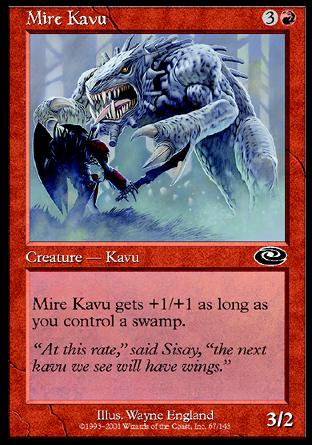 Mire Kavu 3
Creature — Kavu
Mire Kavu gets +1/+1 as long as
you control a swamp.
“At this rate,” said Sisay, “the next
kavu we see will have wings.”
Illus. Wayne England
©1993–2001 Wizards of the Coast, Inc. 67/143
3/2